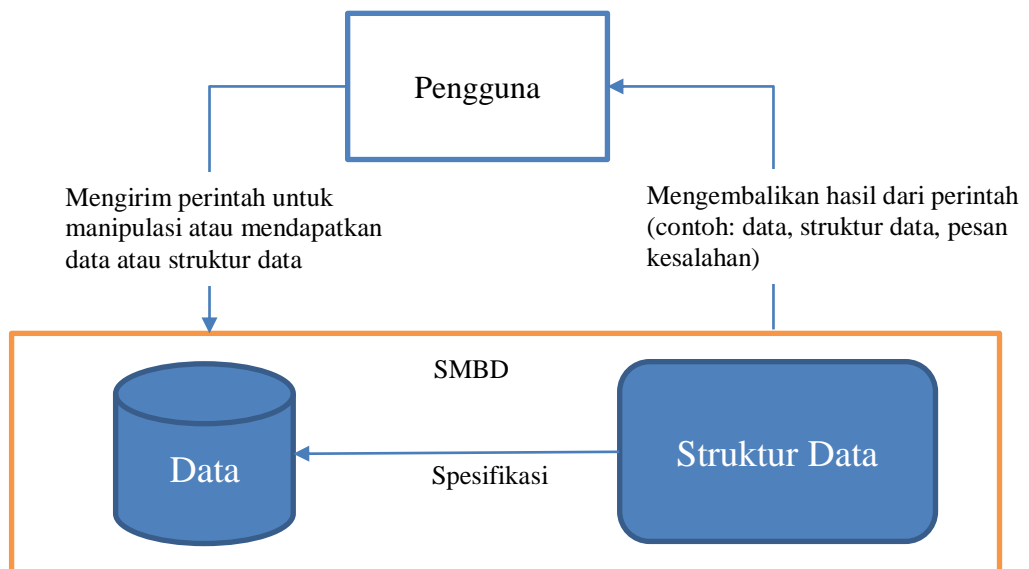 Pengguna
Mengirim perintah untuk
manipulasi atau mendapatkan
data atau struktur data
Mengembalikan hasil dari perintah
(contoh: data, struktur data, pesan
kesalahan)
SMBD
Data
Spesifikasi
Struktur Data